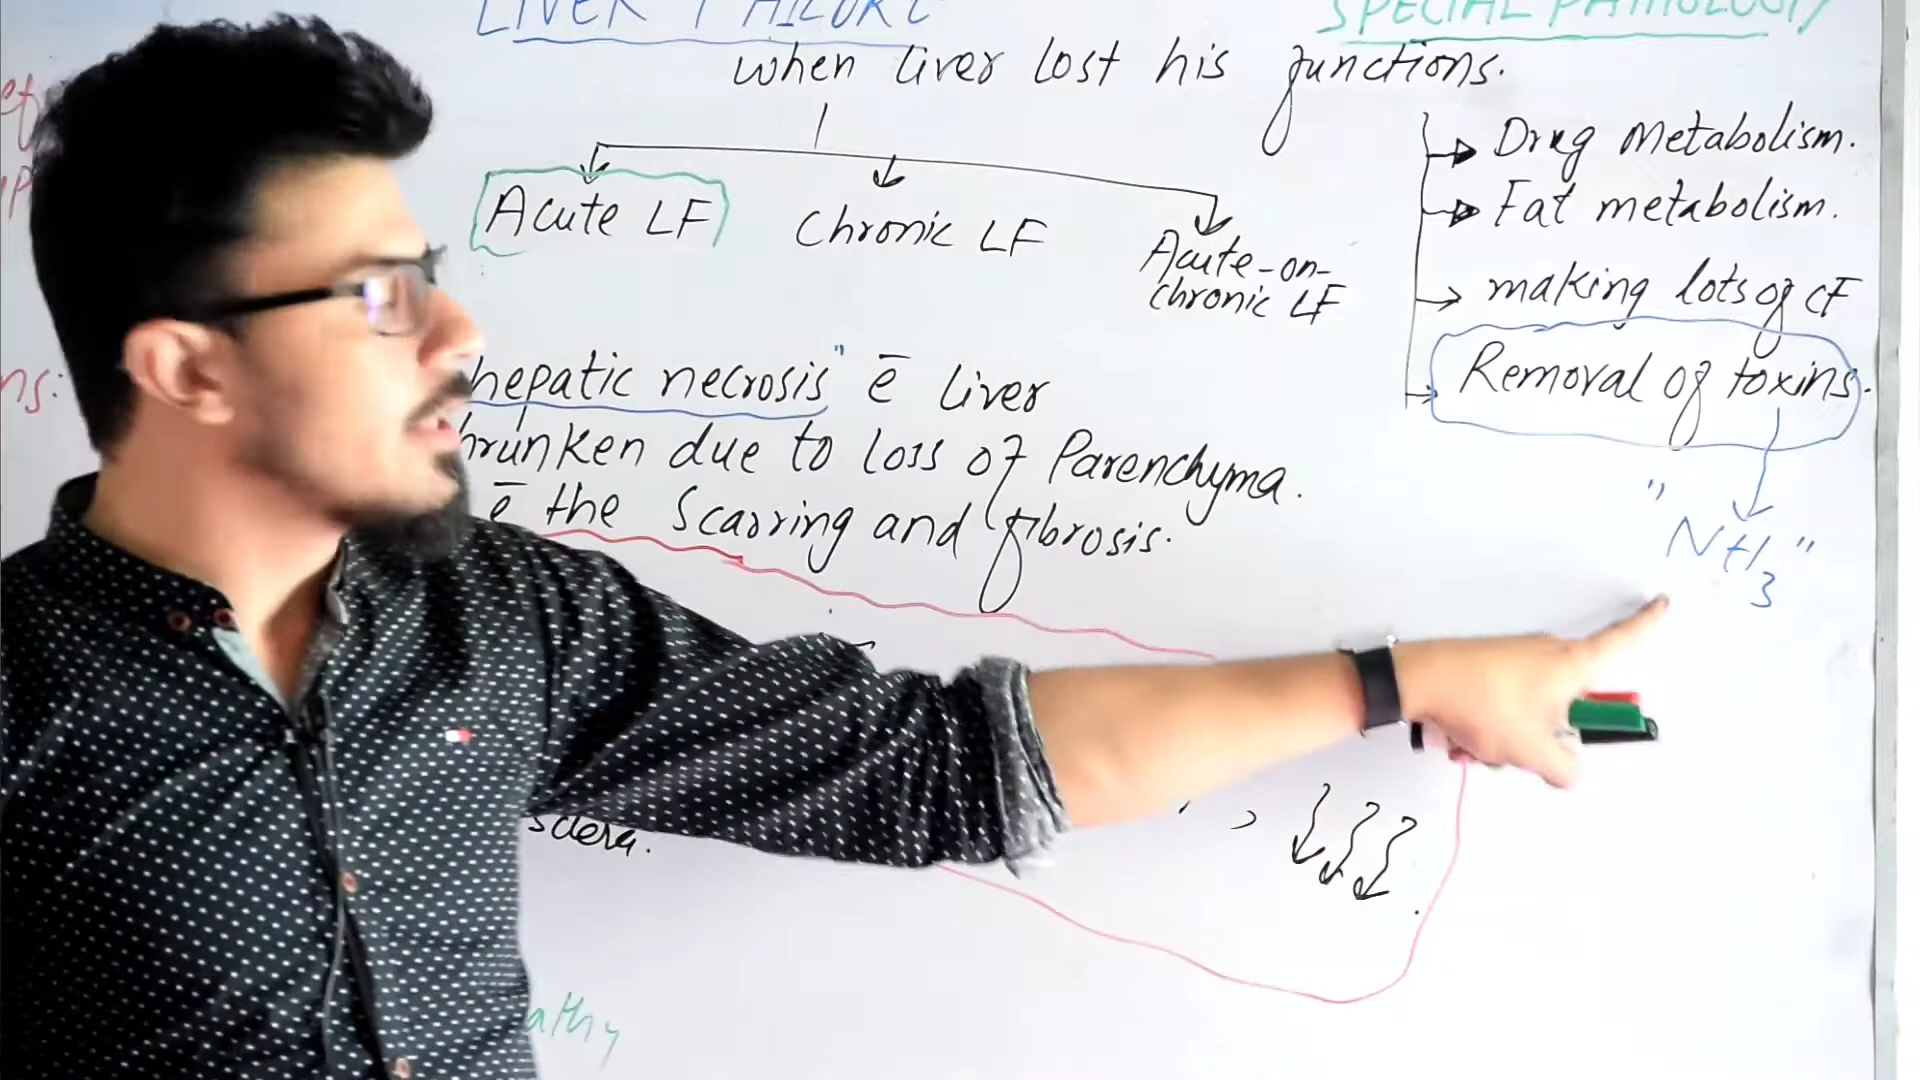 LIVER FAILURE
SPECIAL PATHOLOGY
when liver lost his functions.
Acute LF
Chronic LF
Acute-on-
chronic LF
Drug Metabolism.
Fat metabolism.
making lots of CF
Removal of toxins.
"NH3"
hepatic necrosis" ē liver
hrunken due to loss of Parenchyma.
ē the Scarring and fibrosis.
ns:
sclera.
athy